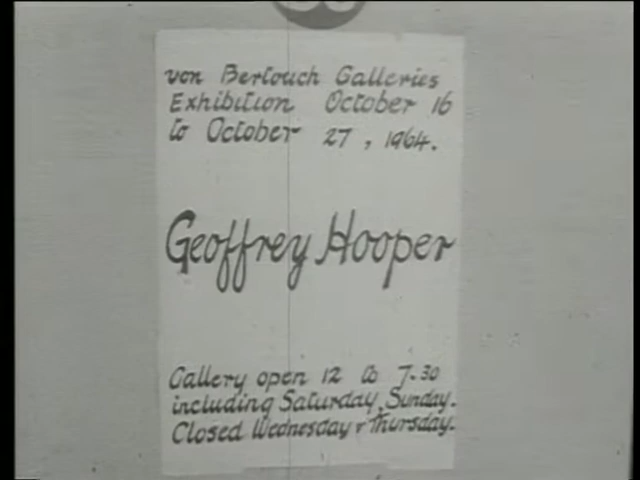 von Bertouch Galleries
Exhibition October 16
to October 27, 1964.
Geoffrey Hooper
Gallery open 12 to 7.30
including Saturday, Sunday.
Closed Wednesday & Thursday.